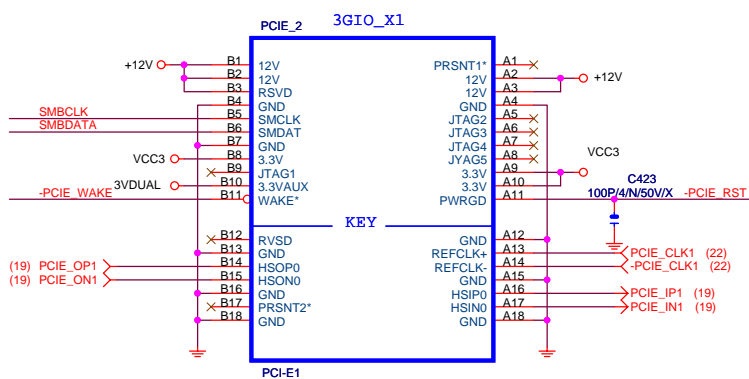 3GIO_X1
PCIE_2
+12V B1 12V PRSNT1* A1
B2 12V 12V A2 +12V
B3 RSVD 12V A3
B4 GND GND A4
SMBCLK B5 SMCLK JTAG2 A5
SMBDATA B6 SMDAT JTAG3 A6
B7 GND JTAG4 A7
VCC3 B8 3.3V JYAG5 A8
B9 JTAG1 3.3V A9 VCC3
3VDUAL B10 3.3VAUX 3.3V A10
-PCIE_WAKE B11 WAKE* PWRGD A11 -PCIE_RST
C423
100P/4/N/50V/X
KEY
B12 RVSD GND A12
B13 GND REFCLK+ A13 PCIE_CLK1 (22)
(19) PCIE_OP1 B14 HSOP0 REFCLK- A14 -PCIE_CLK1 (22)
(19) PCIE_ON1 B15 HSON0 GND A15
B16 GND HSIP0 A16 PCIE_IP1 (19)
B17 PRSNT2* HSIN0 A17 PCIE_IN1 (19)
B18 GND GND A18
PCI-E1